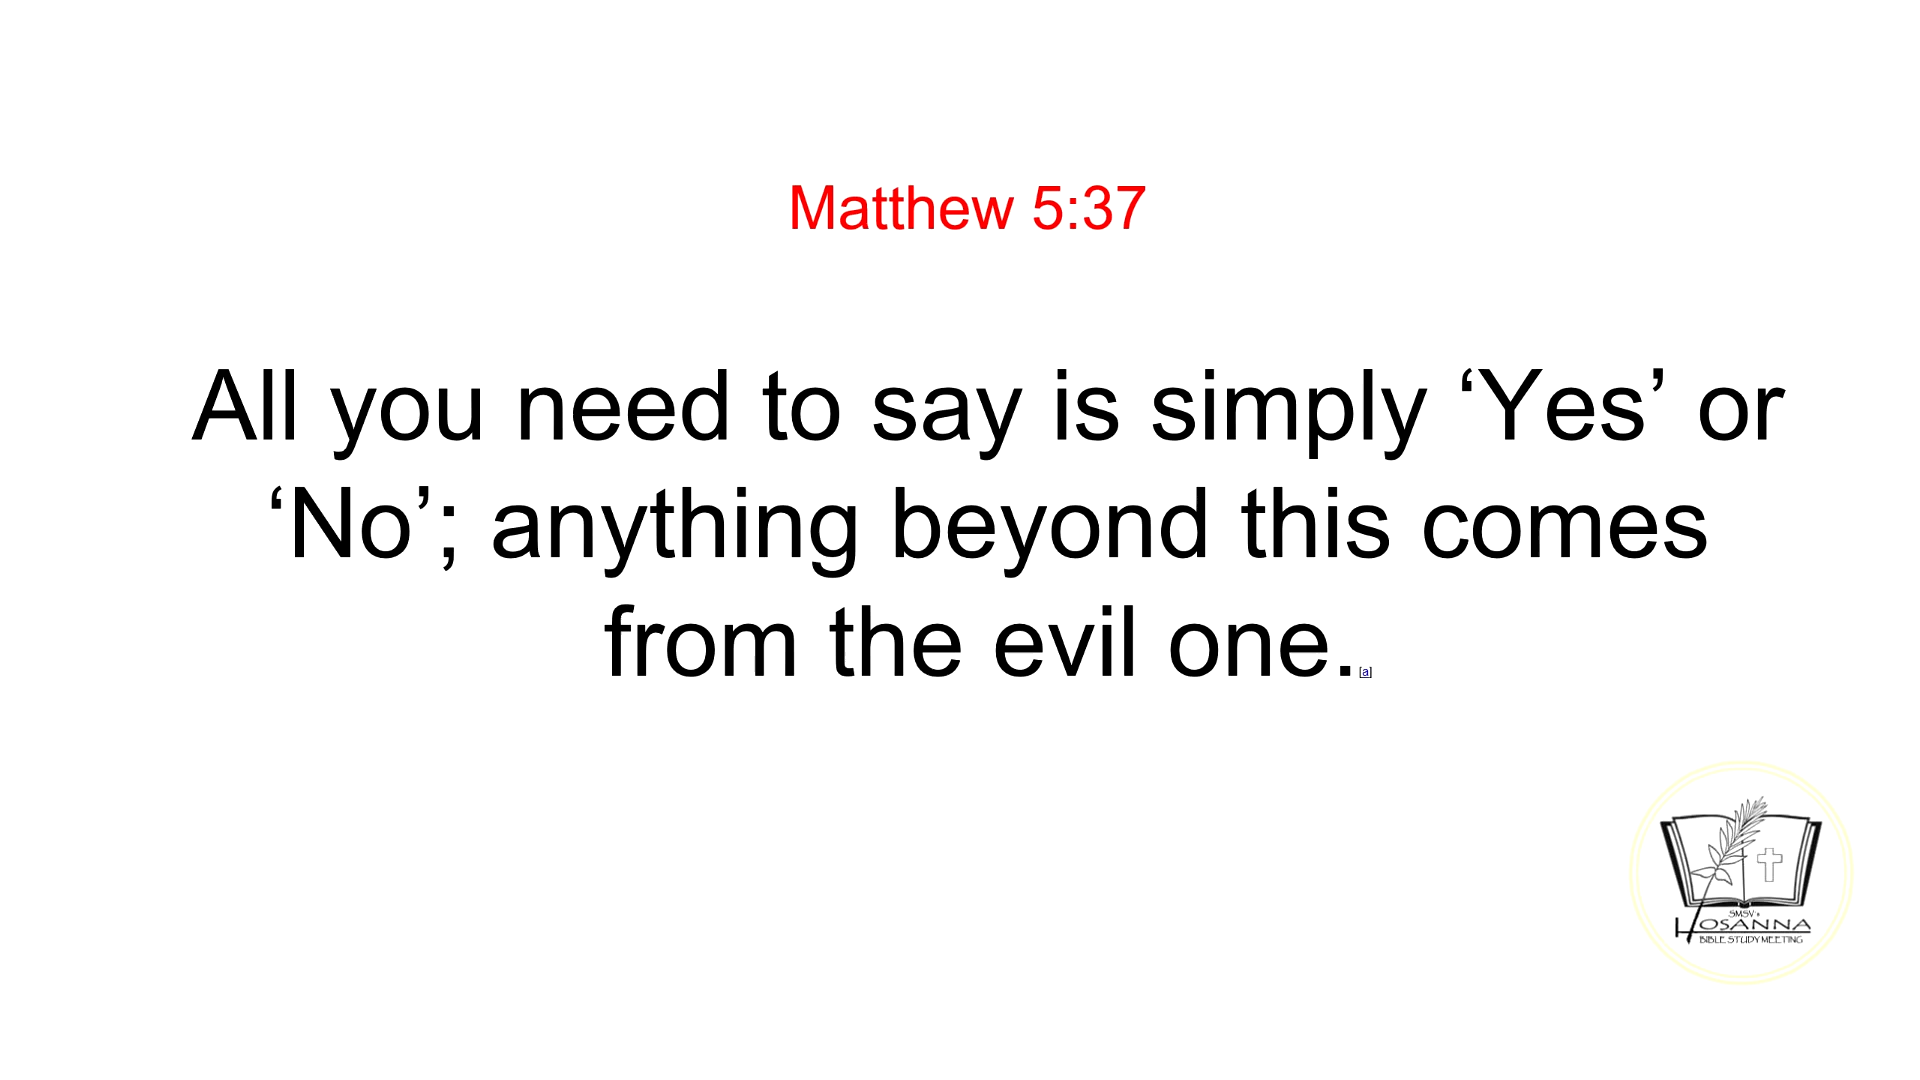 Matthew 5:37
All you need to say is simply ‘Yes’ or
‘No’; anything beyond this comes
from the evil one.[a]
SMSV's
HOSANNA
BIBLE STUDY MEETING